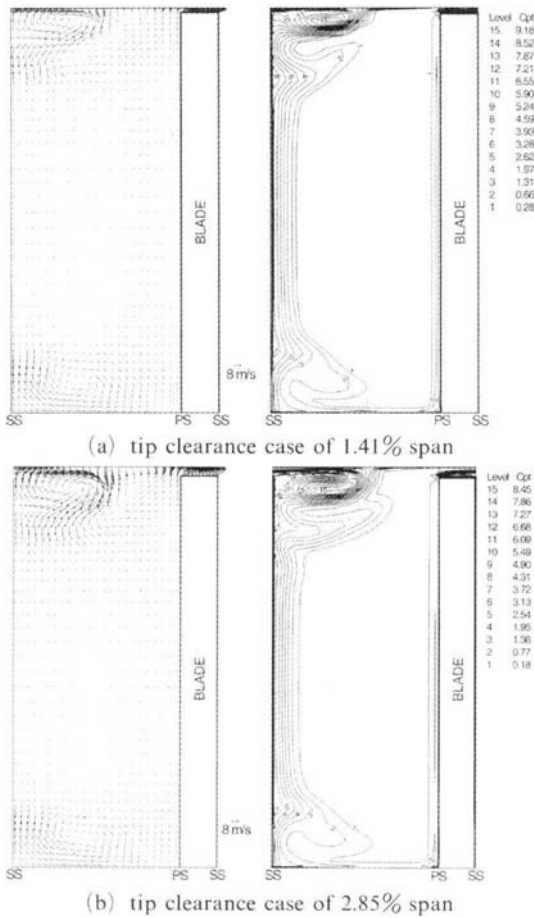 Level Cpt
15 9.18
14 8.52
13 7.87
12 7.21
11 6.55
10 5.90
9 5.24
8 4.59
7 3.93
6 3.28
5 2.62
4 1.97
3 1.31
2 0.66
1 0.28
BLADE
BLADE
8 m/s
SS PS SS SS PS SS
(a) tip clearance case of 1.41% span
Level Cpt
15 8.45
14 7.86
13 7.27
12 6.68
11 6.09
10 5.49
9 4.90
8 4.31
7 3.72
6 3.13
5 2.54
4 1.95
3 1.36
2 0.77
1 0.18
BLADE
BLADE
8 m/s
SS PS SS SS PS SS
(b) tip clearance case of 2.85% span